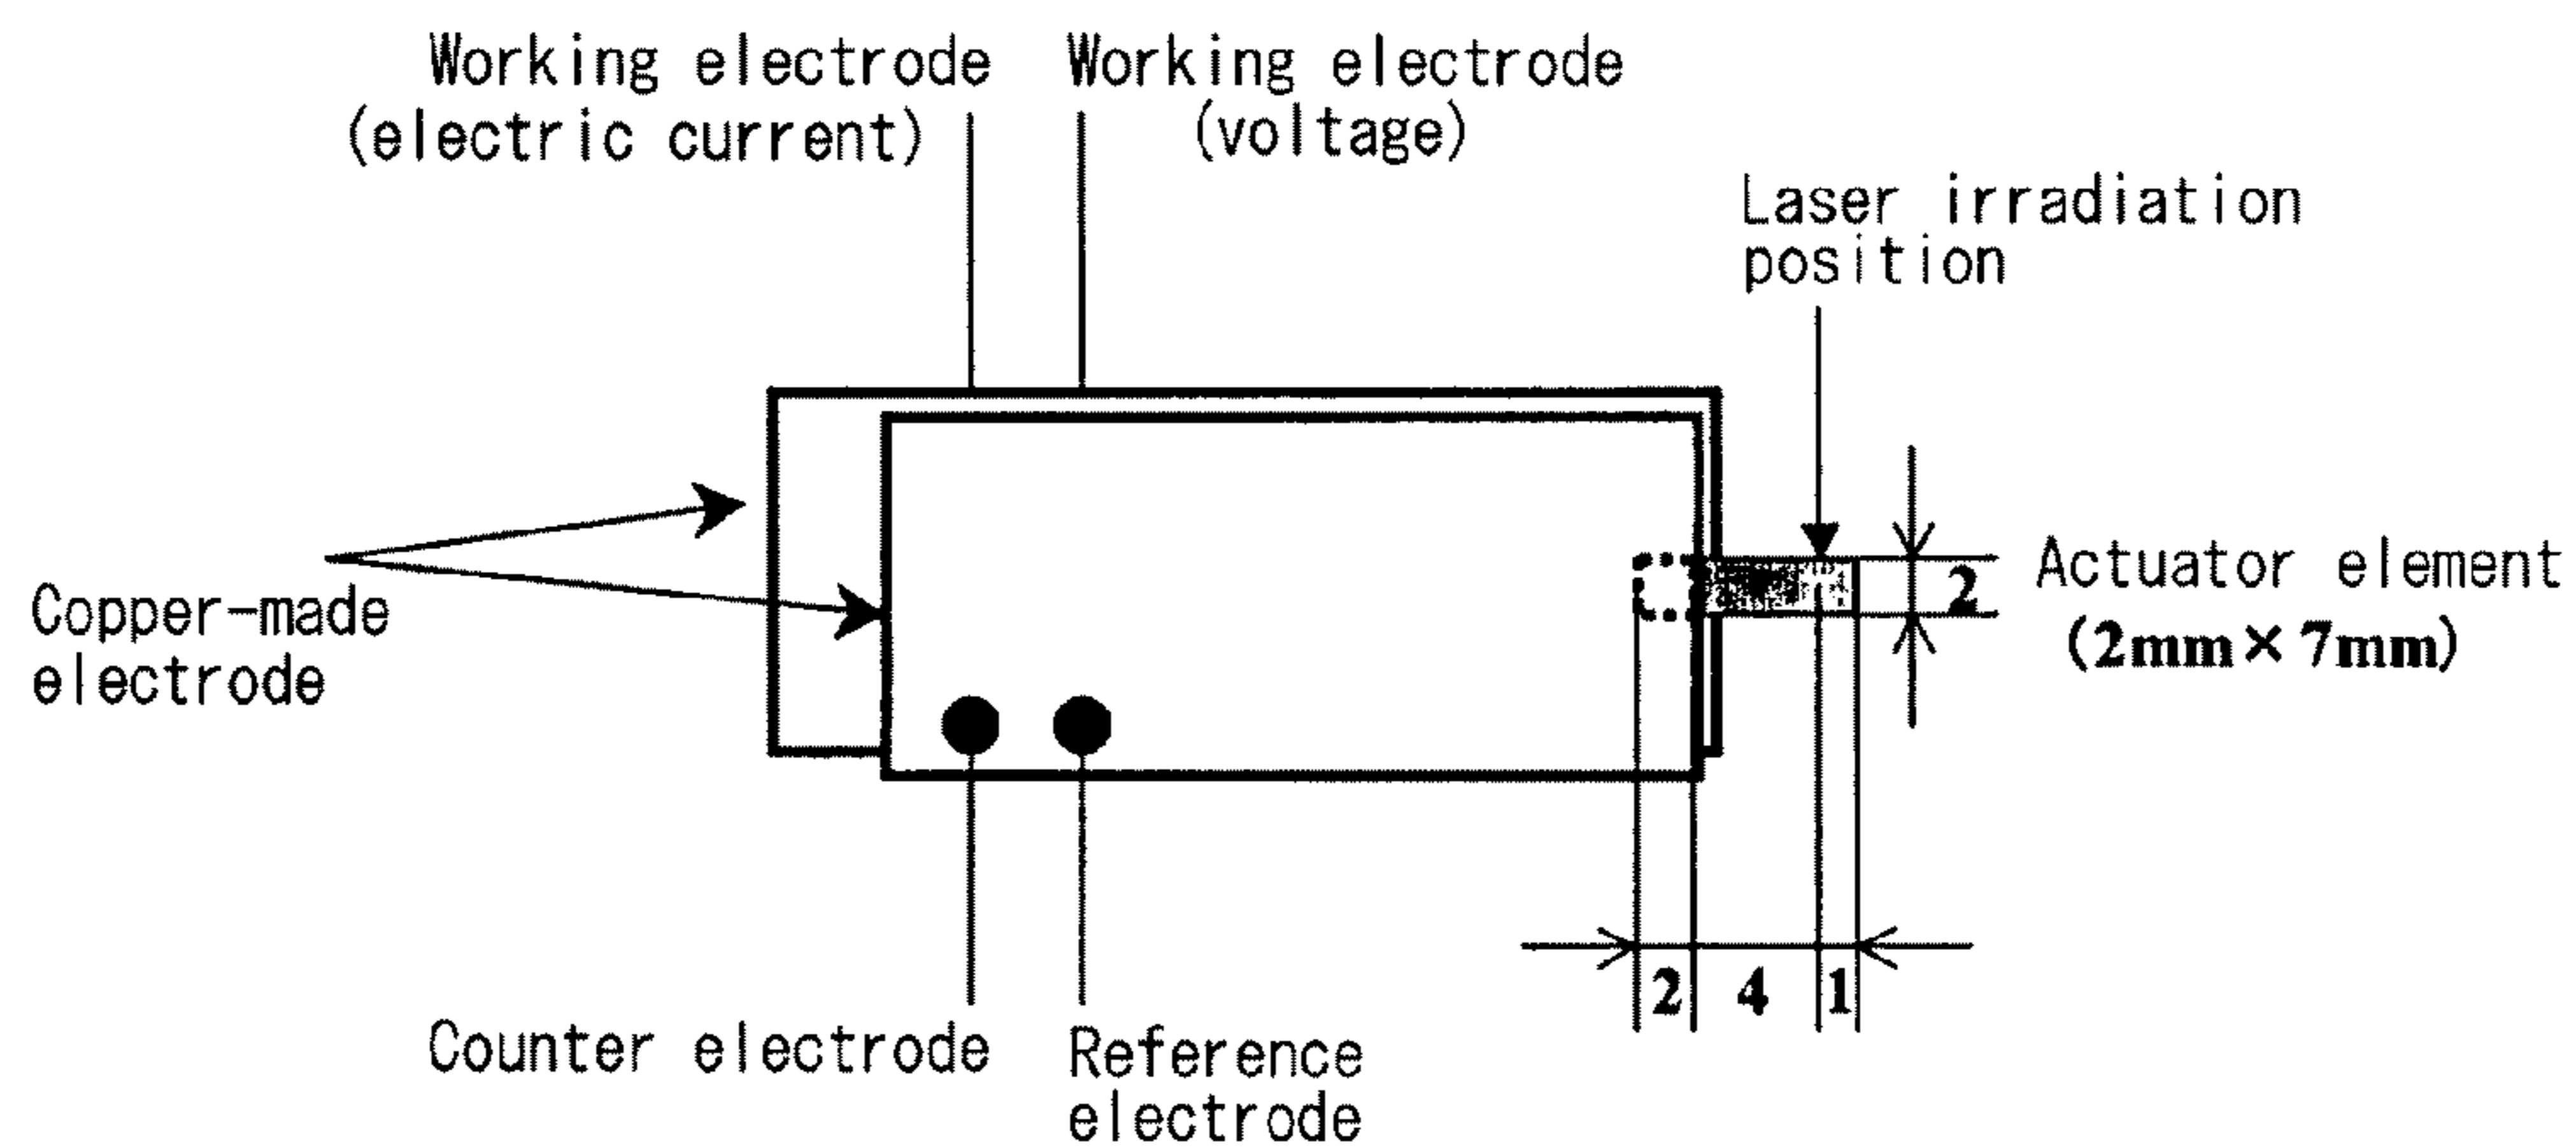 Working electrode
(electric current)
Working electrode
(voltage)
Laser irradiation
position
Copper-made
electrode
2
Actuator element
(2mm×7mm)
2
4
1
Counter electrode
Reference
electrode